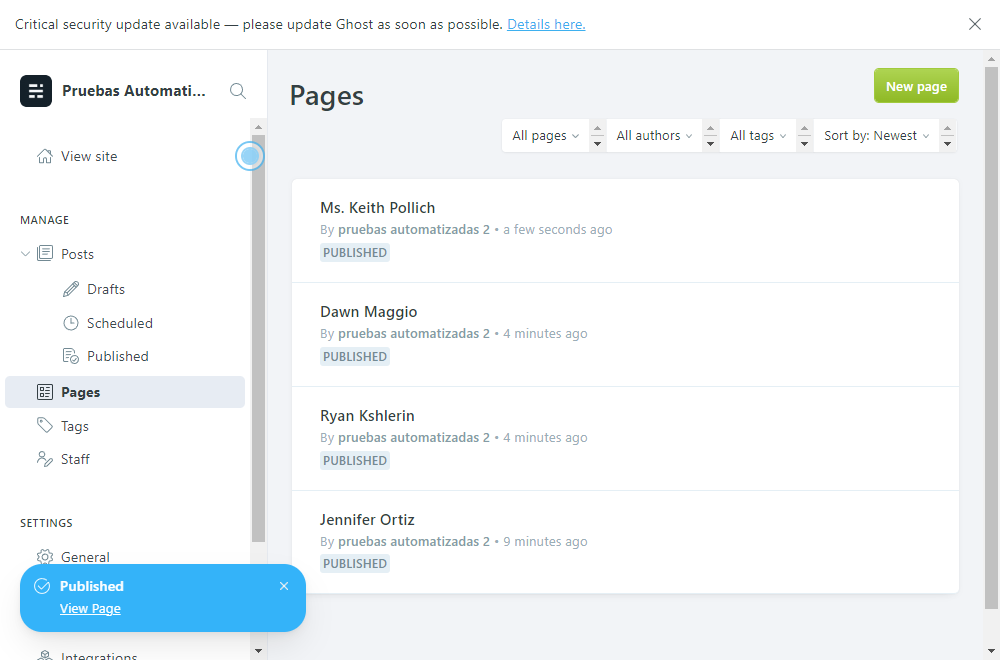 Critical security update available — please update Ghost as soon as possible. Details here.
Pruebas Automati...
View site
MANAGE
Posts
Drafts
Scheduled
Published
Pages
Tags
Staff
SETTINGS
General
Published
View Page
Integrations
Pages
New page
All pages
All authors
All tags
Sort by: Newest
Ms. Keith Pollich
By pruebas automatizadas 2 • a few seconds ago
PUBLISHED
Dawn Maggio
By pruebas automatizadas 2 • 4 minutes ago
PUBLISHED
Ryan Kshlerin
By pruebas automatizadas 2 • 4 minutes ago
PUBLISHED
Jennifer Ortiz
By pruebas automatizadas 2 • 9 minutes ago
PUBLISHED